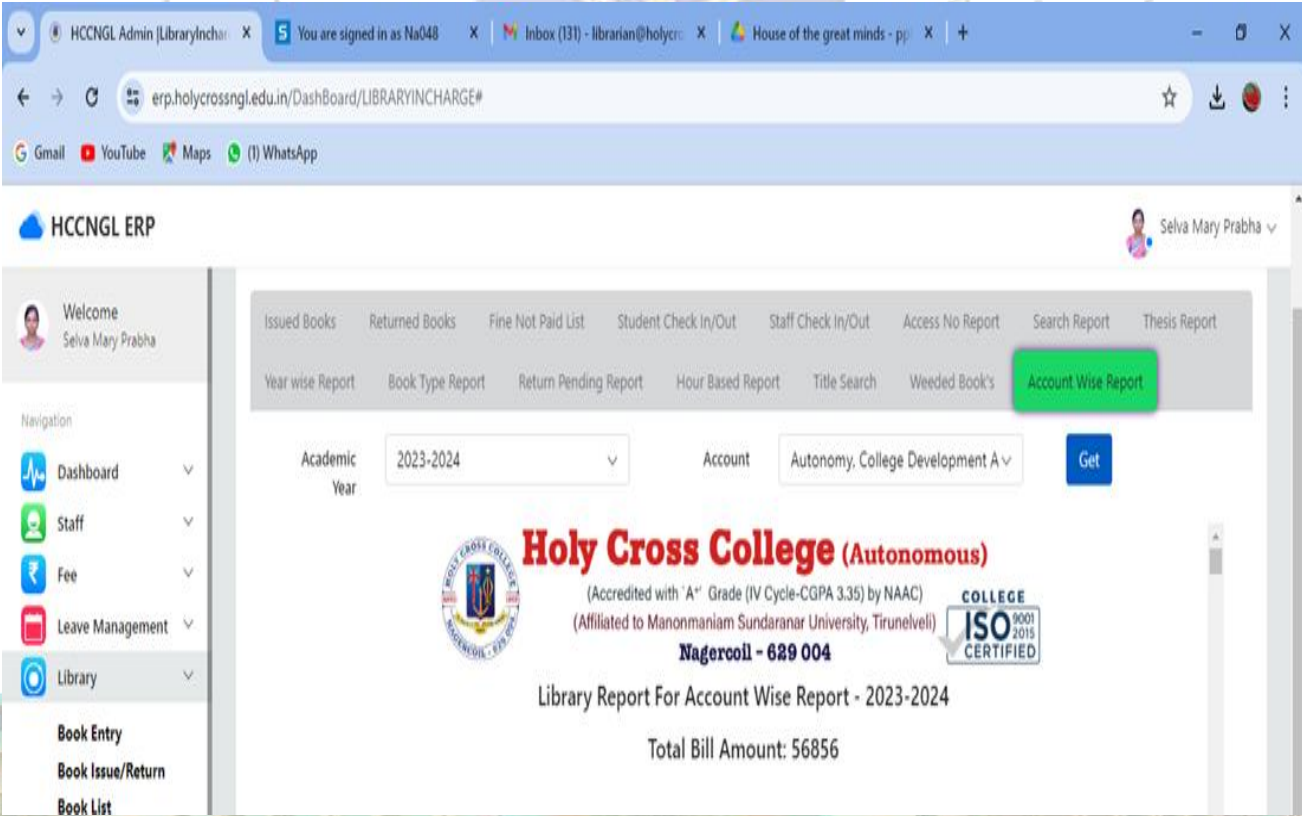 HCCNGL Admin |LibraryInchar
You are signed in as Na048
Inbox (131) - librarian@holycro
House of the great minds - pp
erp.holycrossngl.edu.in/DashBoard/LIBRARYINCHARGE#
Gmail YouTube Maps (1) WhatsApp
HCCNGL ERP
Selva Mary Prabha
Welcome
Selva Mary Prabha
Navigation
Dashboard
Staff
Fee
Leave Management
Library
Book Entry
Book Issue/Return
Book List
Issued Books Returned Books Fine Not Paid List Student Check In/Out Staff Check In/Out Access No Report Search Report Thesis Report
Year wise Report Book Type Report Return Pending Report Hour Based Report Title Search Weeded Book's Account Wise Report
Academic Year 2023-2024 Account Autonomy, College Development A Get
Holy Cross College (Autonomous)
(Accredited with `A+' Grade (IV Cycle-CGPA 3.35) by NAAC)
(Affiliated to Manonmaniam Sundaranar University, Tirunelveli)
Nagercoil - 629 004
HOLY CROSS COLLEGE
NAGERCOIL - 629 004
COLLEGE
ISO 9001 2015
CERTIFIED
Library Report For Account Wise Report - 2023-2024
Total Bill Amount: 56856